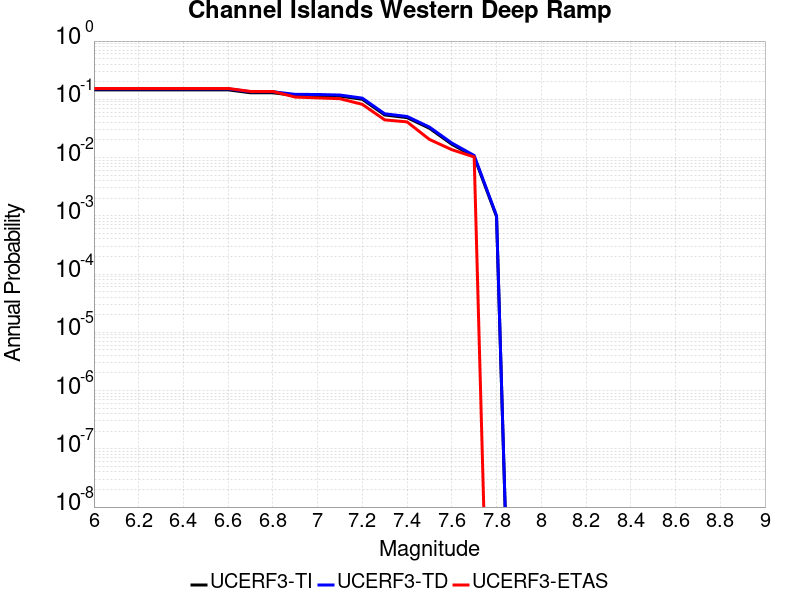 Channel Islands Western Deep Ramp
10^0
10^-1
10^-2
10^-3
10^-4
10^-5
10^-6
10^-7
10^-8
Annual Probability
6 6.2 6.4 6.6 6.8 7 7.2 7.4 7.6 7.8 8 8.2 8.4 8.6 8.8 9
Magnitude
UCERF3-TI UCERF3-TD UCERF3-ETAS